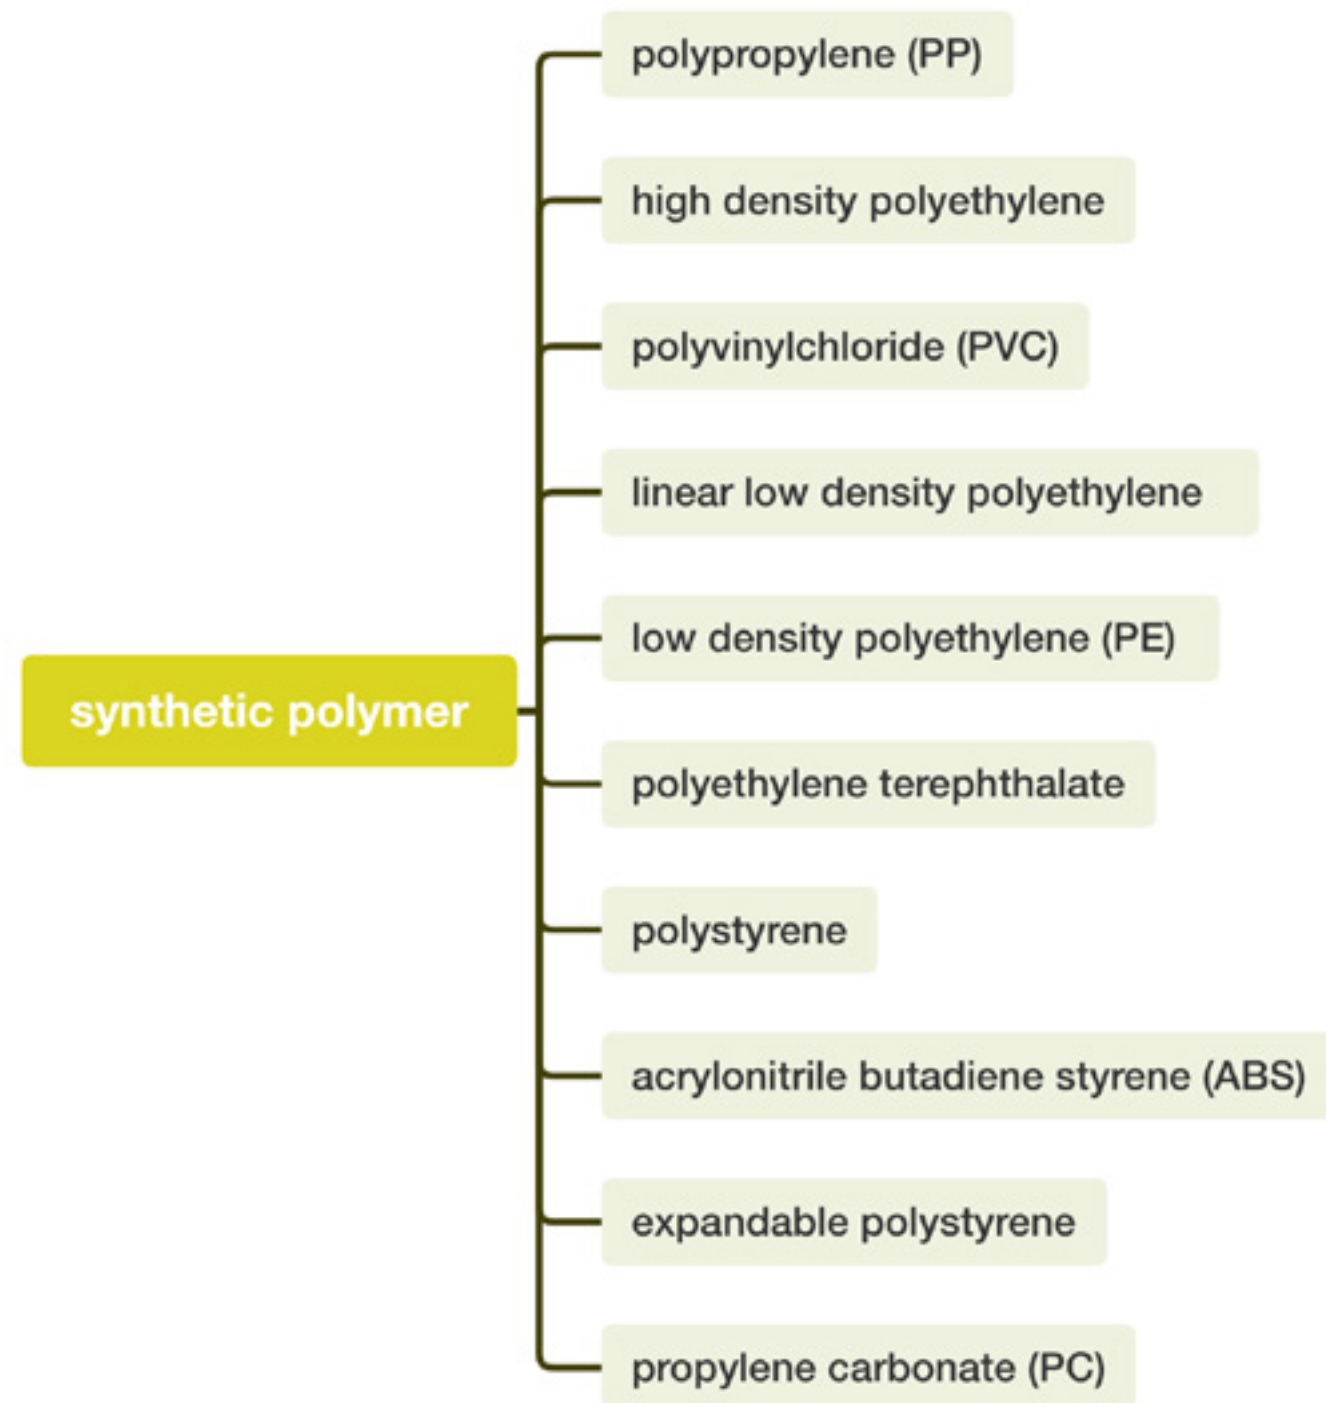 polypropylene (PP)
high density polyethylene
polyvinylchloride (PVC)
linear low density polyethylene
low density polyethylene (PE)
synthetic polymer
polyethylene terephthalate
polystyrene
acrylonitrile butadiene styrene (ABS)
expandable polystyrene
propylene carbonate (PC)